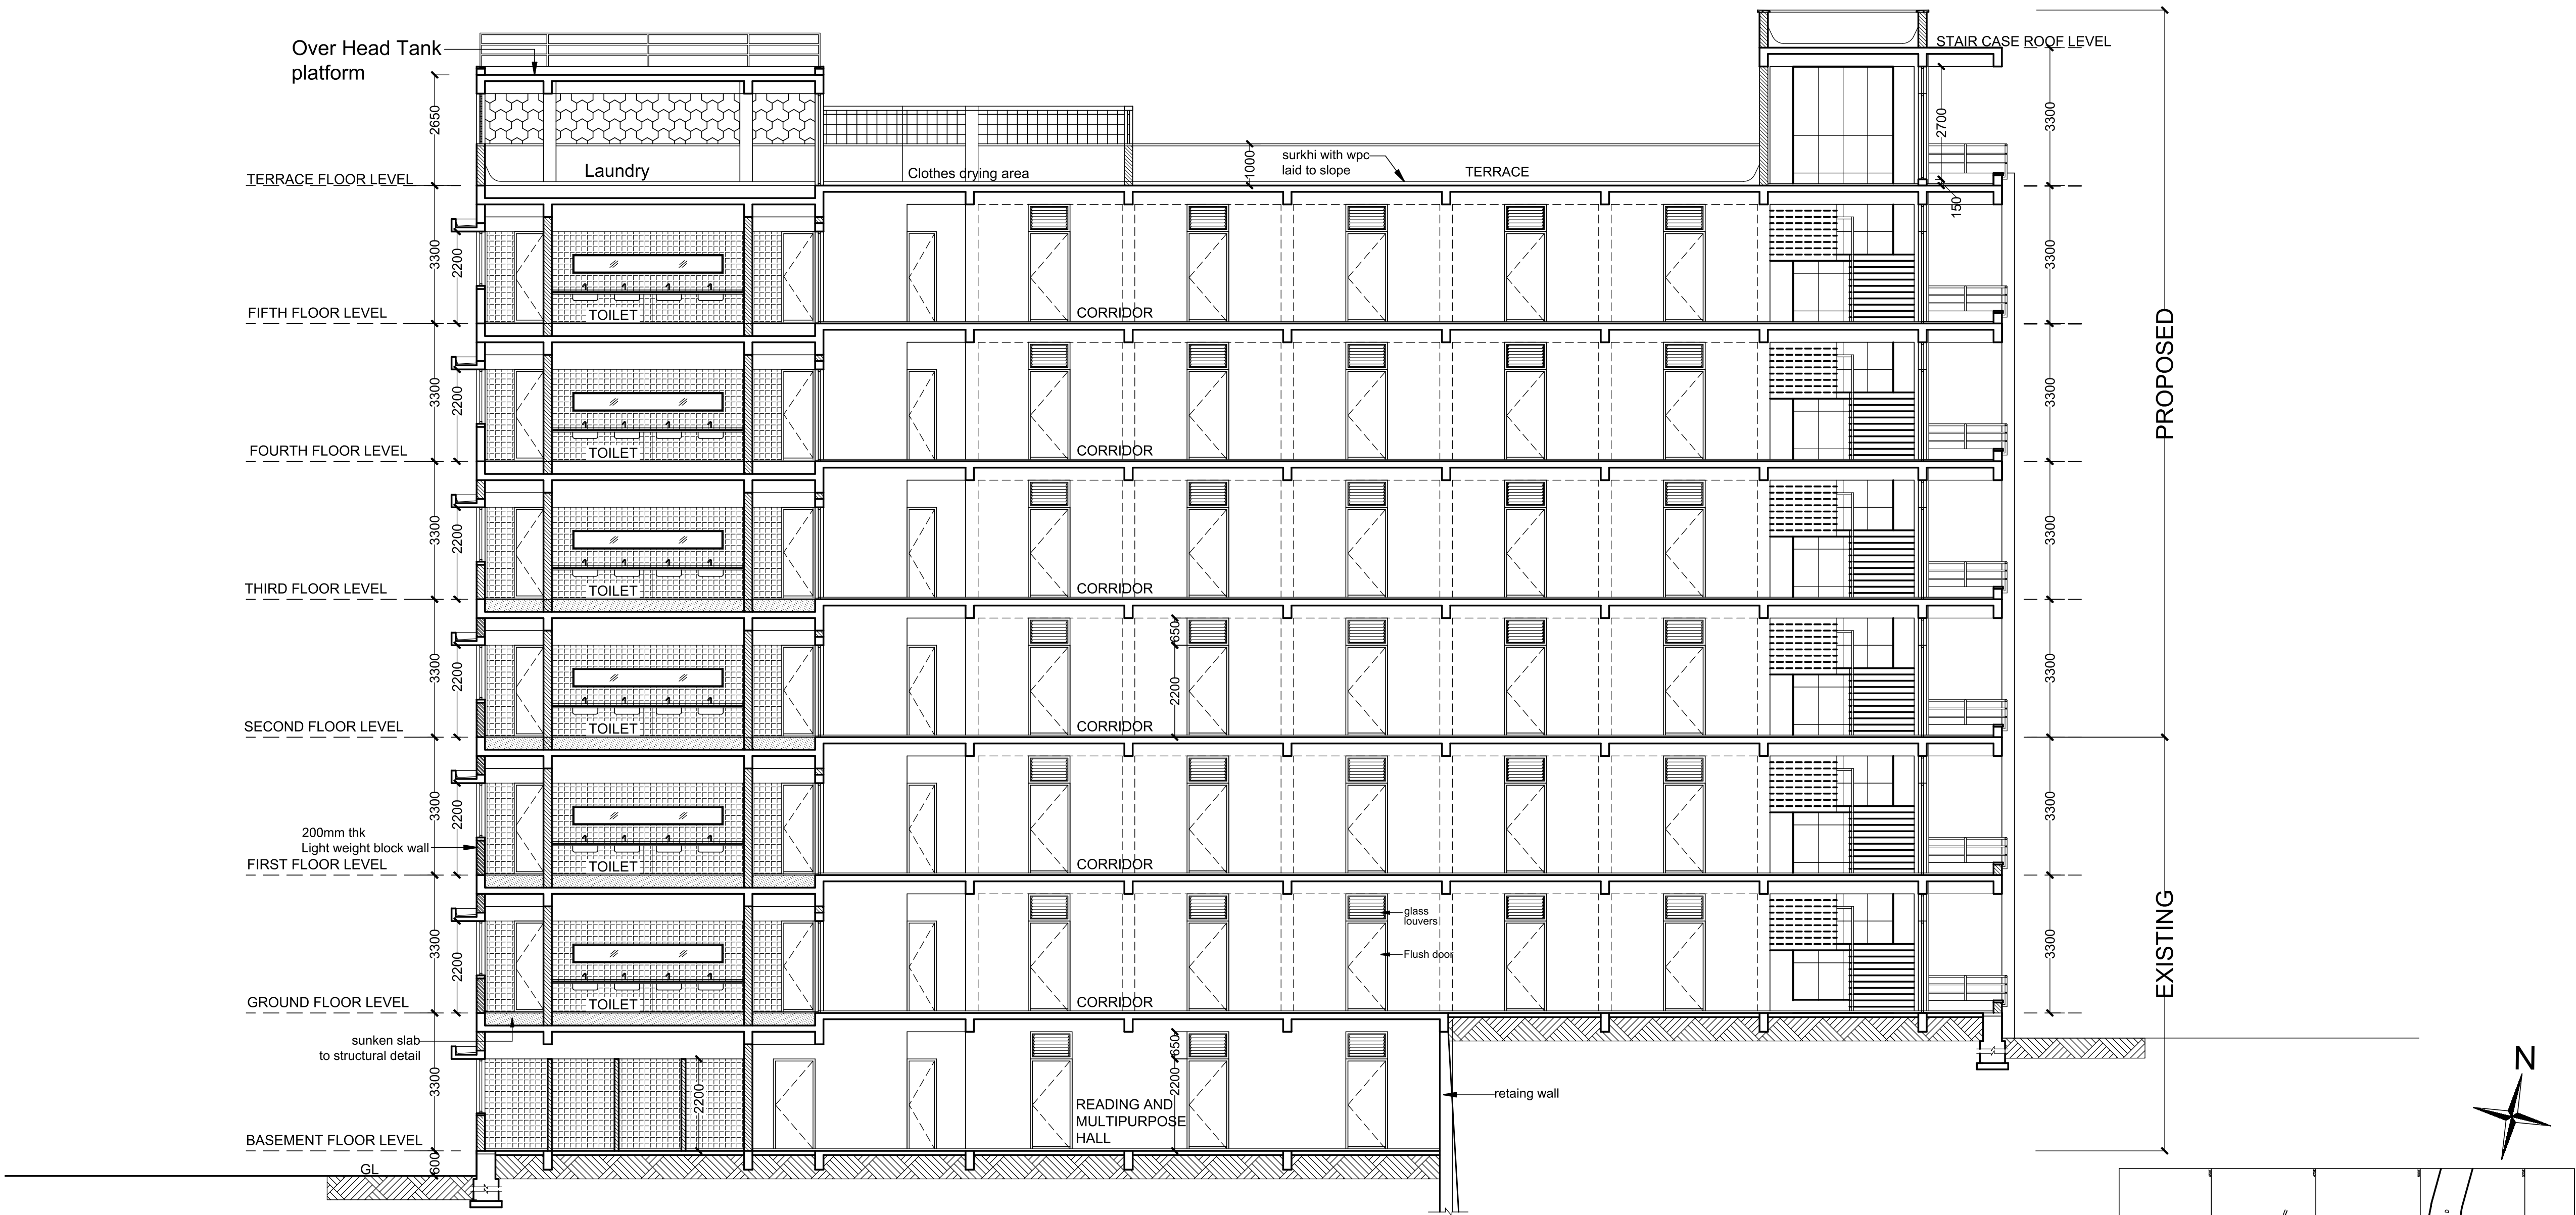 Over Head Tank
platform
STAIR CASE ROOF LEVEL
2650
2700
3300
1000
surkhi with wpc
laid to slope
TERRACE
Laundry
Clothes drying area
TERRACE FLOOR LEVEL
150
3300
2200
3300
TOILET
CORRIDOR
FIFTH FLOOR LEVEL
PROPOSED
3300
2200
3300
TOILET
CORRIDOR
FOURTH FLOOR LEVEL
3300
2200
3300
TOILET
CORRIDOR
THIRD FLOOR LEVEL
3300
2200
650
2200
3300
TOILET
CORRIDOR
SECOND FLOOR LEVEL
3300
2200
3300
200mm thk
Light weight block wall
TOILET
CORRIDOR
FIRST FLOOR LEVEL
3300
2200
glass
louvers
Flush door
3300
EXISTING
TOILET
CORRIDOR
GROUND FLOOR LEVEL
sunken slab
to structural detail
3300
2200
650
2200
retaing wall
READING AND
MULTIPURPOSE
HALL
BASEMENT FLOOR LEVEL
600
GL
N